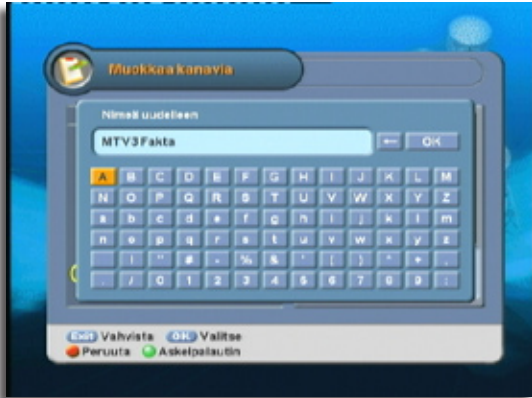 Muokkaa kanavia
Nimeä uudelleen
MTV3 Fakta
← OK
A B C D E F G H I J K L M
N O P Q R S T U V W X Y Z
a b c d e f g h i j k l m
n o p q r s t u v w x y z
! " # - % & ' ( ) * + ,
. / 0 1 2 3 4 5 6 7 8 9 :
Exit Vahvista OK Valitse
Peruuta Askelpalautin